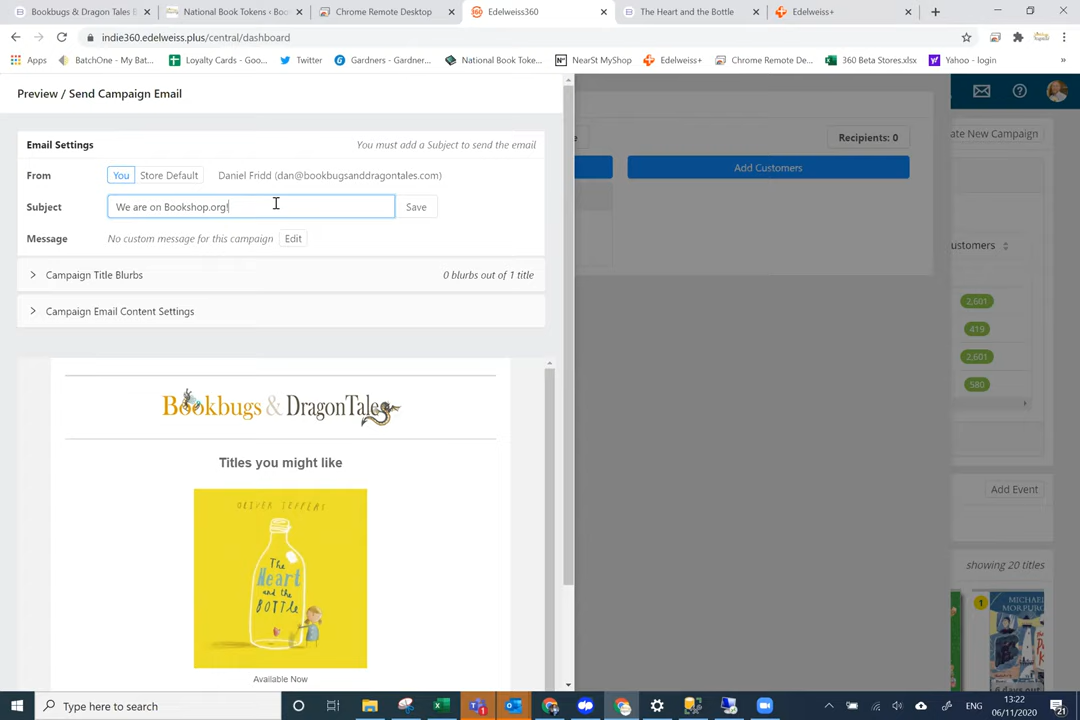 Bookbugs & Dragon Tales B
National Book Tokens ‹ Boo
Chrome Remote Desktop
Edelweiss360
The Heart and the Bottle
Edelweiss+
indie360.edelweiss.plus/central/dashboard
Apps
BatchOne - My Bat...
Loyalty Cards - Goo...
Twitter
Gardners - Gardner...
National Book Toke...
NearSt MyShop
Edelweiss+
Chrome Remote De...
360 Beta Stores.xlsx
Yahoo - login
Preview / Send Campaign Email
Email Settings
You must add a Subject to send the email
From
You
Store Default
Daniel Fridd (dan@bookbugsanddragontales.com)
Subject
We are on Bookshop.org!
Save
Message
No custom message for this campaign
Edit
Campaign Title Blurbs
0 blurbs out of 1 title
Campaign Email Content Settings
Bookbugs & DragonTales
Titles you might like
OLIVER JEFFERS
The
Heart
and the
BOTTLE
Available Now
e
Recipients: 0
Add Customers
ate New Campaign
ustomers
2,601
419
2,601
580
Add Event
showing 20 titles
1
MICHAEL
MORPURGO
6 days out
Type here to search
ENG
13:22
06/11/2020
21